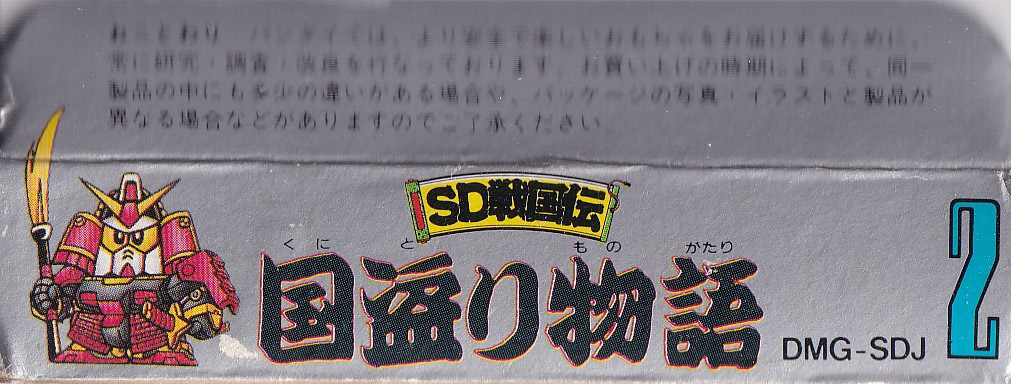 おことわり バンダイでは、より安全で楽しいおもちゃをお届けするために、
常に研究・調査・改良を行なっております。お買い上げの時期によって、同一
製品の中にも多少の違いがある場合や、パッケージの写真・イラストと製品が
異なる場合などがありますのでご了承ください。
SD戦国伝
くに と もの がたり
国盗り物語
DMG-SDJ
2